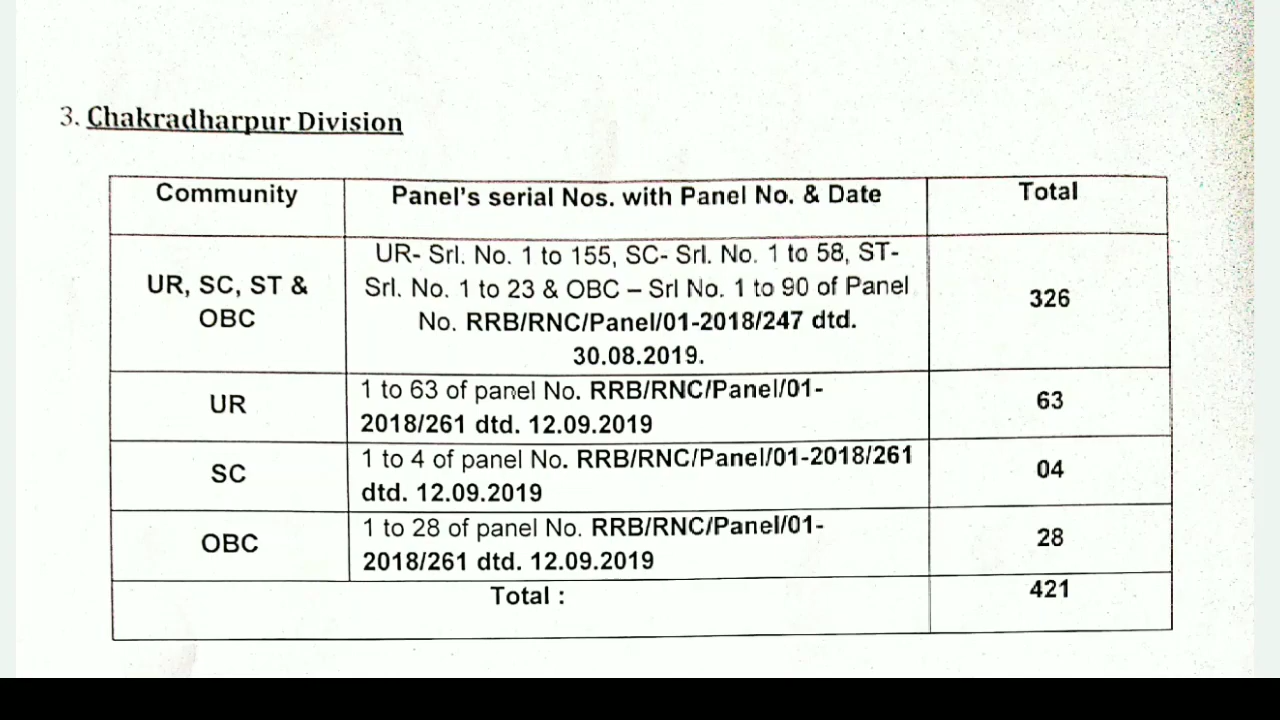 3. Chakradharpur Division
Community
Panel's serial Nos. with Panel No. & Date
Total
UR, SC, ST &
OBC
UR- Srl. No. 1 to 155, SC- Srl. No. 1 to 58, ST-
Srl. No. 1 to 23 & OBC – Srl No. 1 to 90 of Panel
No. RRB/RNC/Panel/01-2018/247 dtd.
30.08.2019.
326
UR
1 to 63 of panel No. RRB/RNC/Panel/01-
2018/261 dtd. 12.09.2019
63
SC
1 to 4 of panel No. RRB/RNC/Panel/01-2018/261
dtd. 12.09.2019
04
OBC
1 to 28 of panel No. RRB/RNC/Panel/01-
2018/261 dtd. 12.09.2019
28
Total :
421